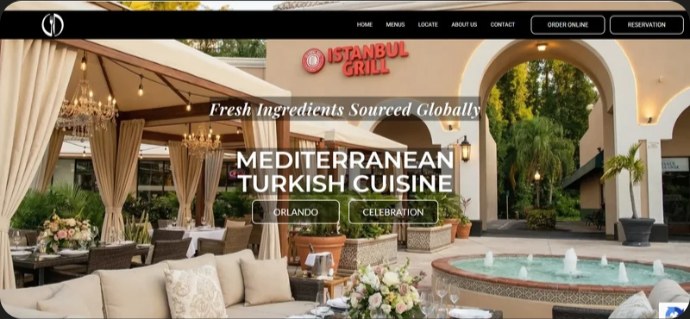 HOME MENUS LOCATE ABOUT US CONTACT ORDER ONLINE RESERVATION
ISTANBUL
GRILL
Fresh Ingredients Sourced Globally
MEDITERRANEAN
TURKISH CUISINE
ORLANDO CELEBRATION